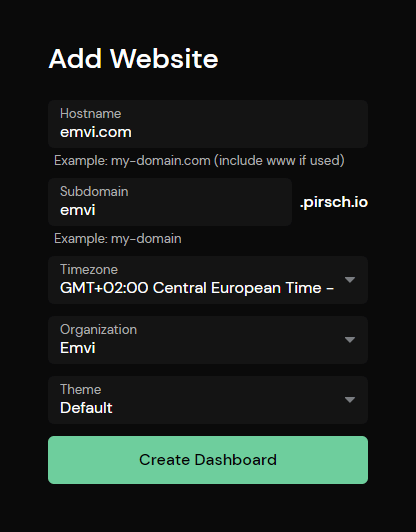 Add Website
Hostname
emvi.com
Example: my-domain.com (include www if used)
Subdomain
emvi
.pirsch.io
Example: my-domain
Timezone
GMT+02:00 Central European Time -
Organization
Emvi
Theme
Default
Create Dashboard